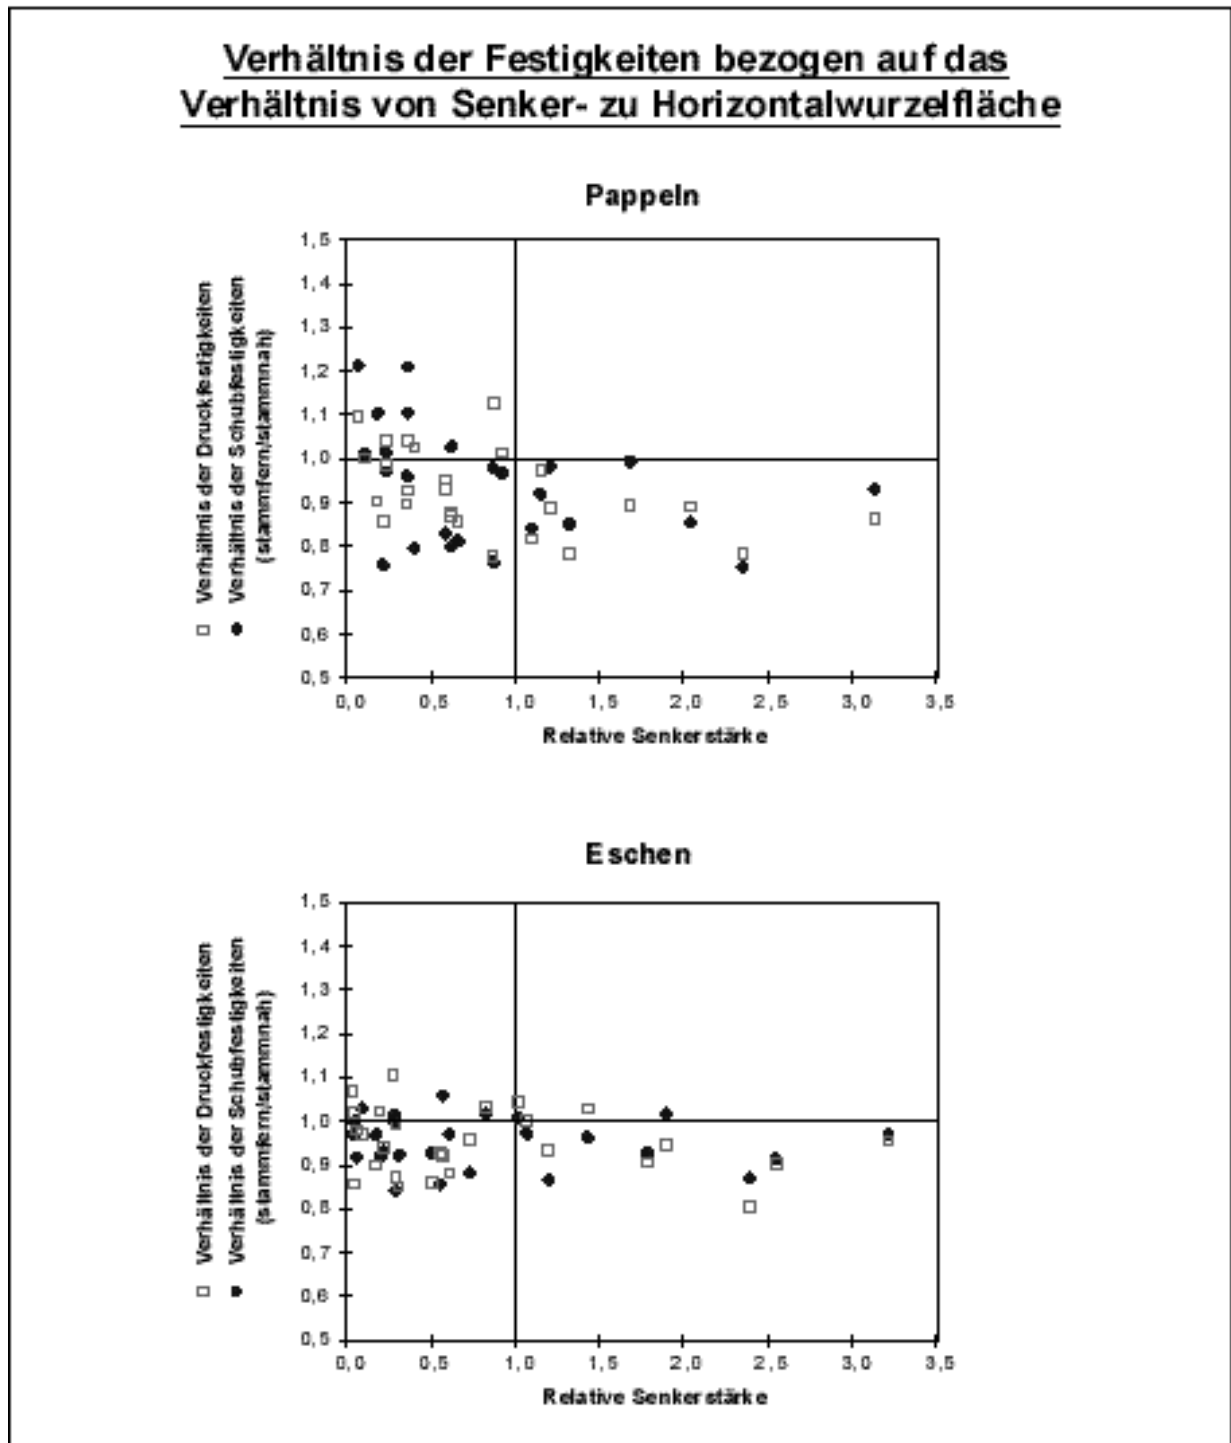 Verhältnis der Festigkeiten bezogen auf das
Verhältnis von Senker- zu Horizontalwurzelfläche
Pappeln
□ Verhältnis der Druckfestigkeiten
● Verhältnis der Schubfestigkeiten
(stammfern/stammnah)
1,5
1,4
1,3
1,2
1,1
1,0
0,9
0,8
0,7
0,6
0,5
0,0 0,5 1,0 1,5 2,0 2,5 3,0 3,5
Relative Senkerstärke
Eschen
□ Verhältnis der Druckfestigkeiten
● Verhältnis der Schubfestigkeiten
(stammfern/stammnah)
1,5
1,4
1,3
1,2
1,1
1,0
0,9
0,8
0,7
0,6
0,5
0,0 0,5 1,0 1,5 2,0 2,5 3,0 3,5
Relative Senkerstärke